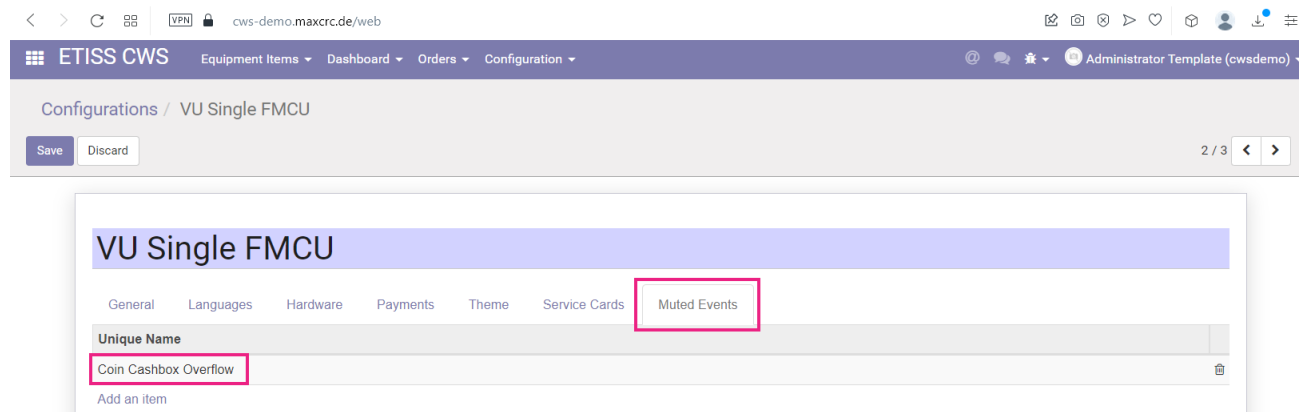 VPN cws-demo.maxcrc.de/web
ETISS CWS Equipment Items Dashboard Orders Configuration @ Administrator Template (cwsdemo)
Configurations / VU Single FMCU
Save Discard 2 / 3
VU Single FMCU
General Languages Hardware Payments Theme Service Cards Muted Events
Unique Name
Coin Cashbox Overflow
Add an item